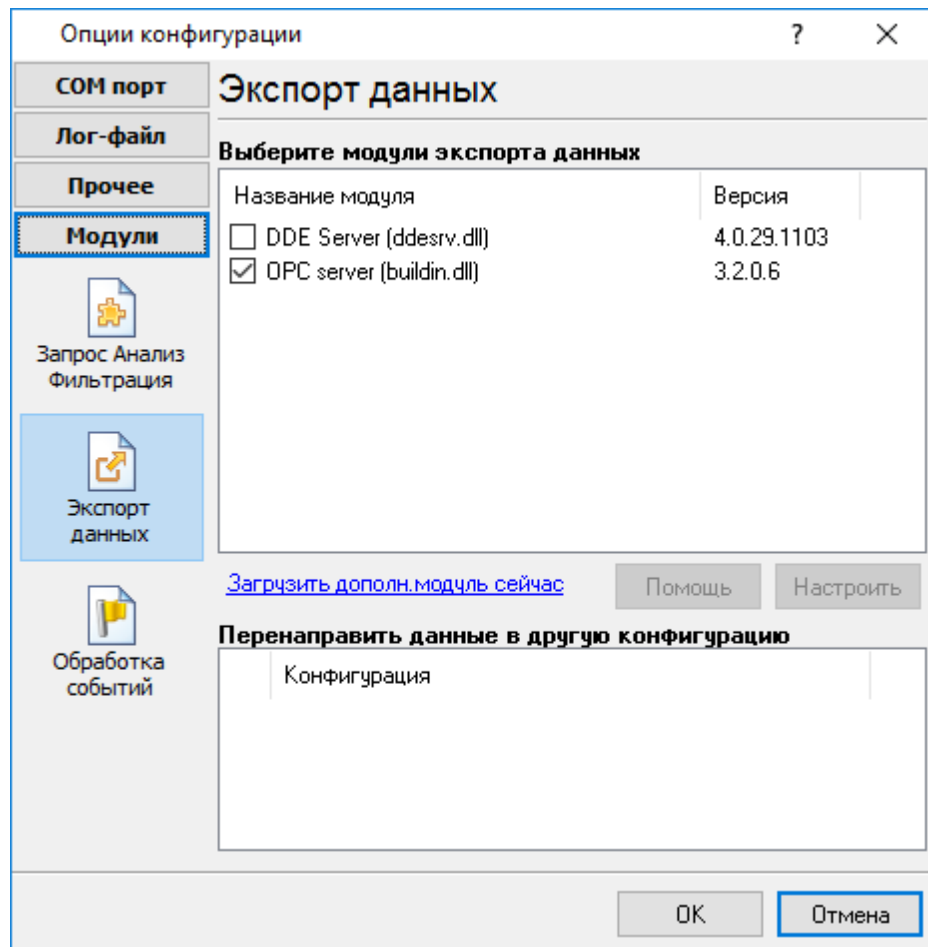 Опции конфигурации
?
COM порт
Лог-файл
Прочее
Модули
Запрос Анализ
Фильтрация
Экспорт
данных
Обработка
событий
Экспорт данных
Выберите модули экспорта данных
Название модуля Версия
DDE Server (ddesrv.dll) 4.0.29.1103
OPC server (buildin.dll) 3.2.0.6
Загрузить дополн.модуль сейчас Помощь Настроить
Перенаправить данные в другую конфигурацию
Конфигурация
OK Отмена